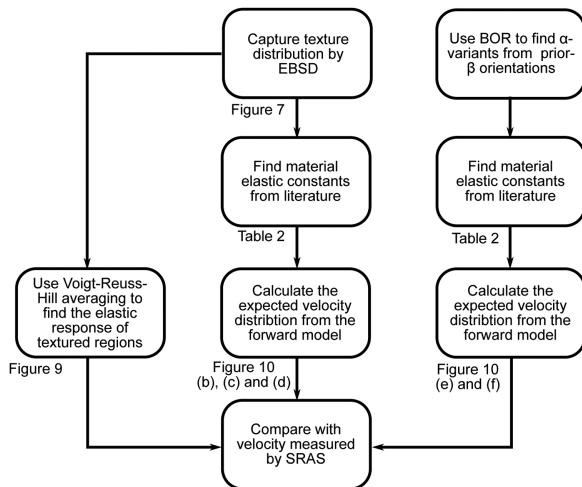 Capture texture
distribution by
EBSD
Use BOR to find α-
variants from prior-
β orientations
Figure 7
Find material
elastic constants
from literature
Find material
elastic constants
from literature
Table 2
Table 2
Use Voigt-Reuss-
Hill averaging to
find the elastic
response of
textured regions
Calculate the
expected velocity
distribtion from the
forward model
Calculate the
expected velocity
distribtion from the
forward model
Figure 9
Figure 10
(b), (c) and (d)
Figure 10
(e) and (f)
Compare with
velocity measured
by SRAS